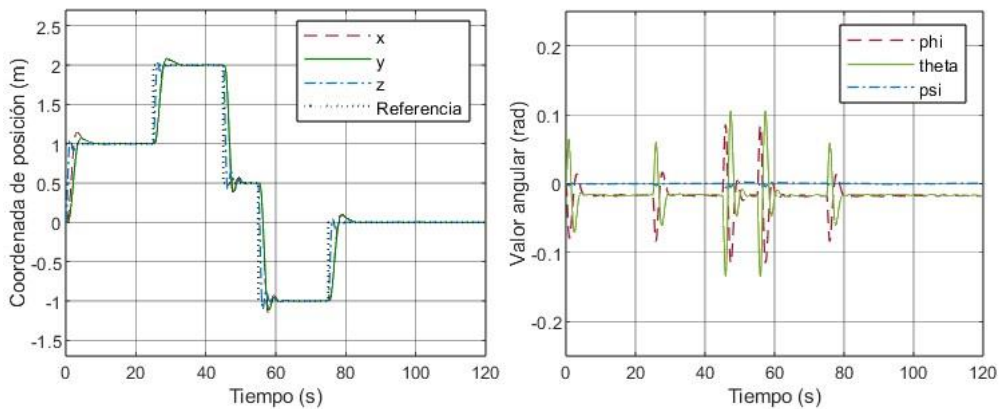 Coordenada de posición (m)
2.5
2
1.5
1
0.5
0
-0.5
-1
-1.5
0
20
40
60
80
100
120
Tiempo (s)
x
y
z
Referencia
Valor angular (rad)
0.2
0.1
0
-0.1
-0.2
0
20
40
60
80
100
120
Tiempo (s)
phi
theta
psi